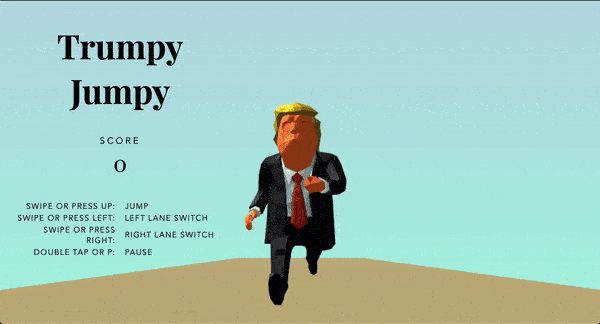 Trumpy
Jumpy
SCORE
0
SWIPE OR PRESS UP: JUMP
SWIPE OR PRESS LEFT: LEFT LANE SWITCH
SWIPE OR PRESS
RIGHT: RIGHT LANE SWITCH
DOUBLE TAP OR P: PAUSE